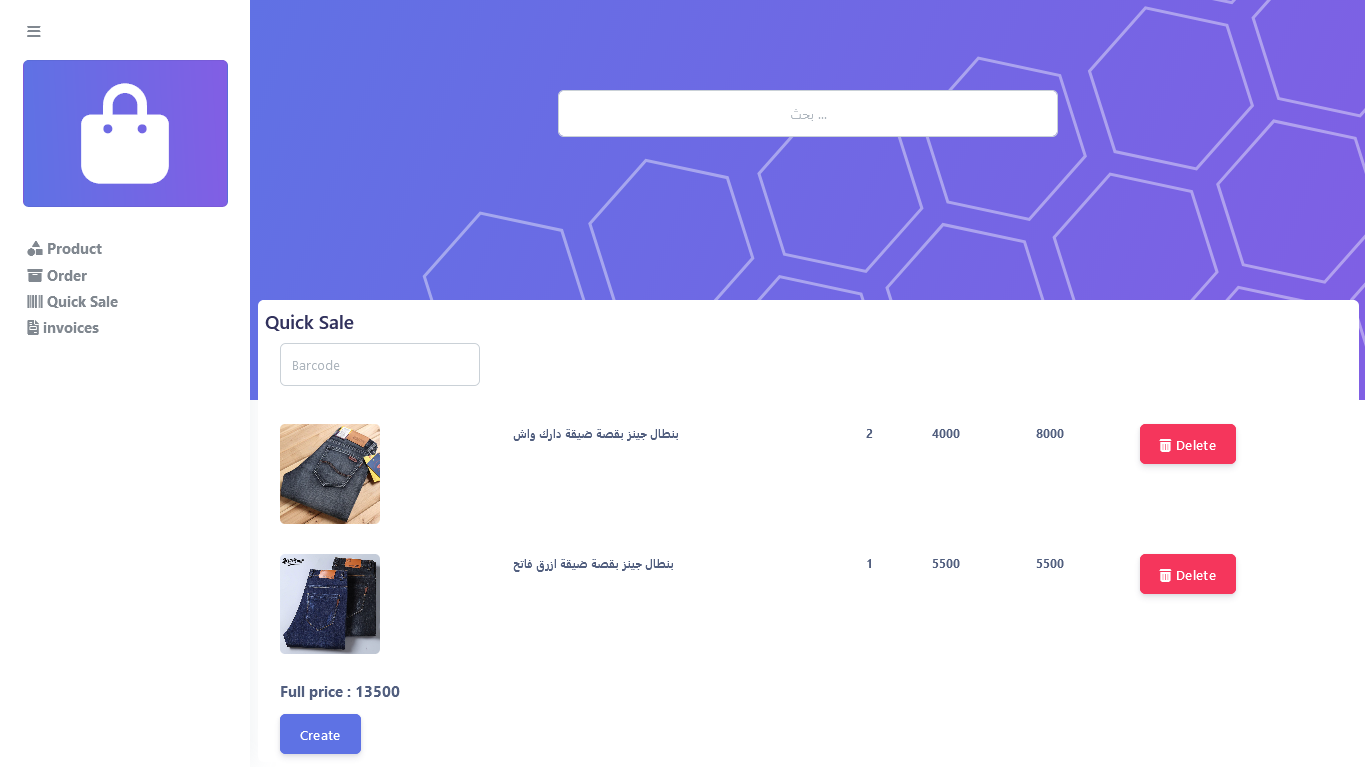 بحث ...
Product
Order
Quick Sale
invoices
Quick Sale
Barcode
بنطال جينز بقصة ضيقة دارك واش 2 4000 8000 Delete
بنطال جينز بقصة ضيقة ازرق فاتح 1 5500 5500 Delete
Full price : 13500
Create